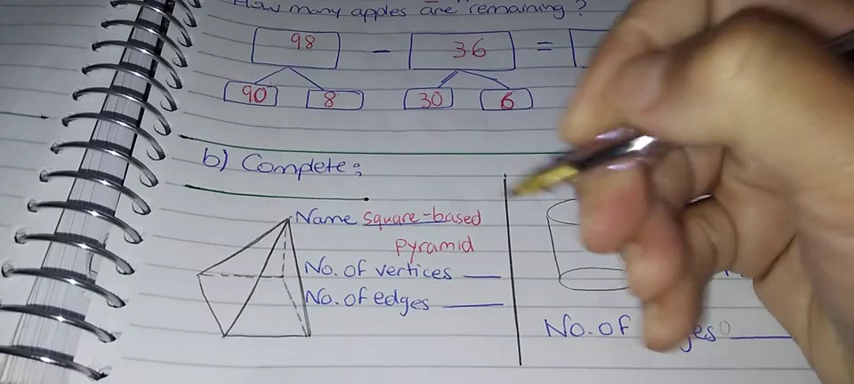 How many apples are remaining?
98 - 36 =
90 8 30 6
b) Complete:
Name square-based
pyramid
No. of vertices
No. of edges
No. of